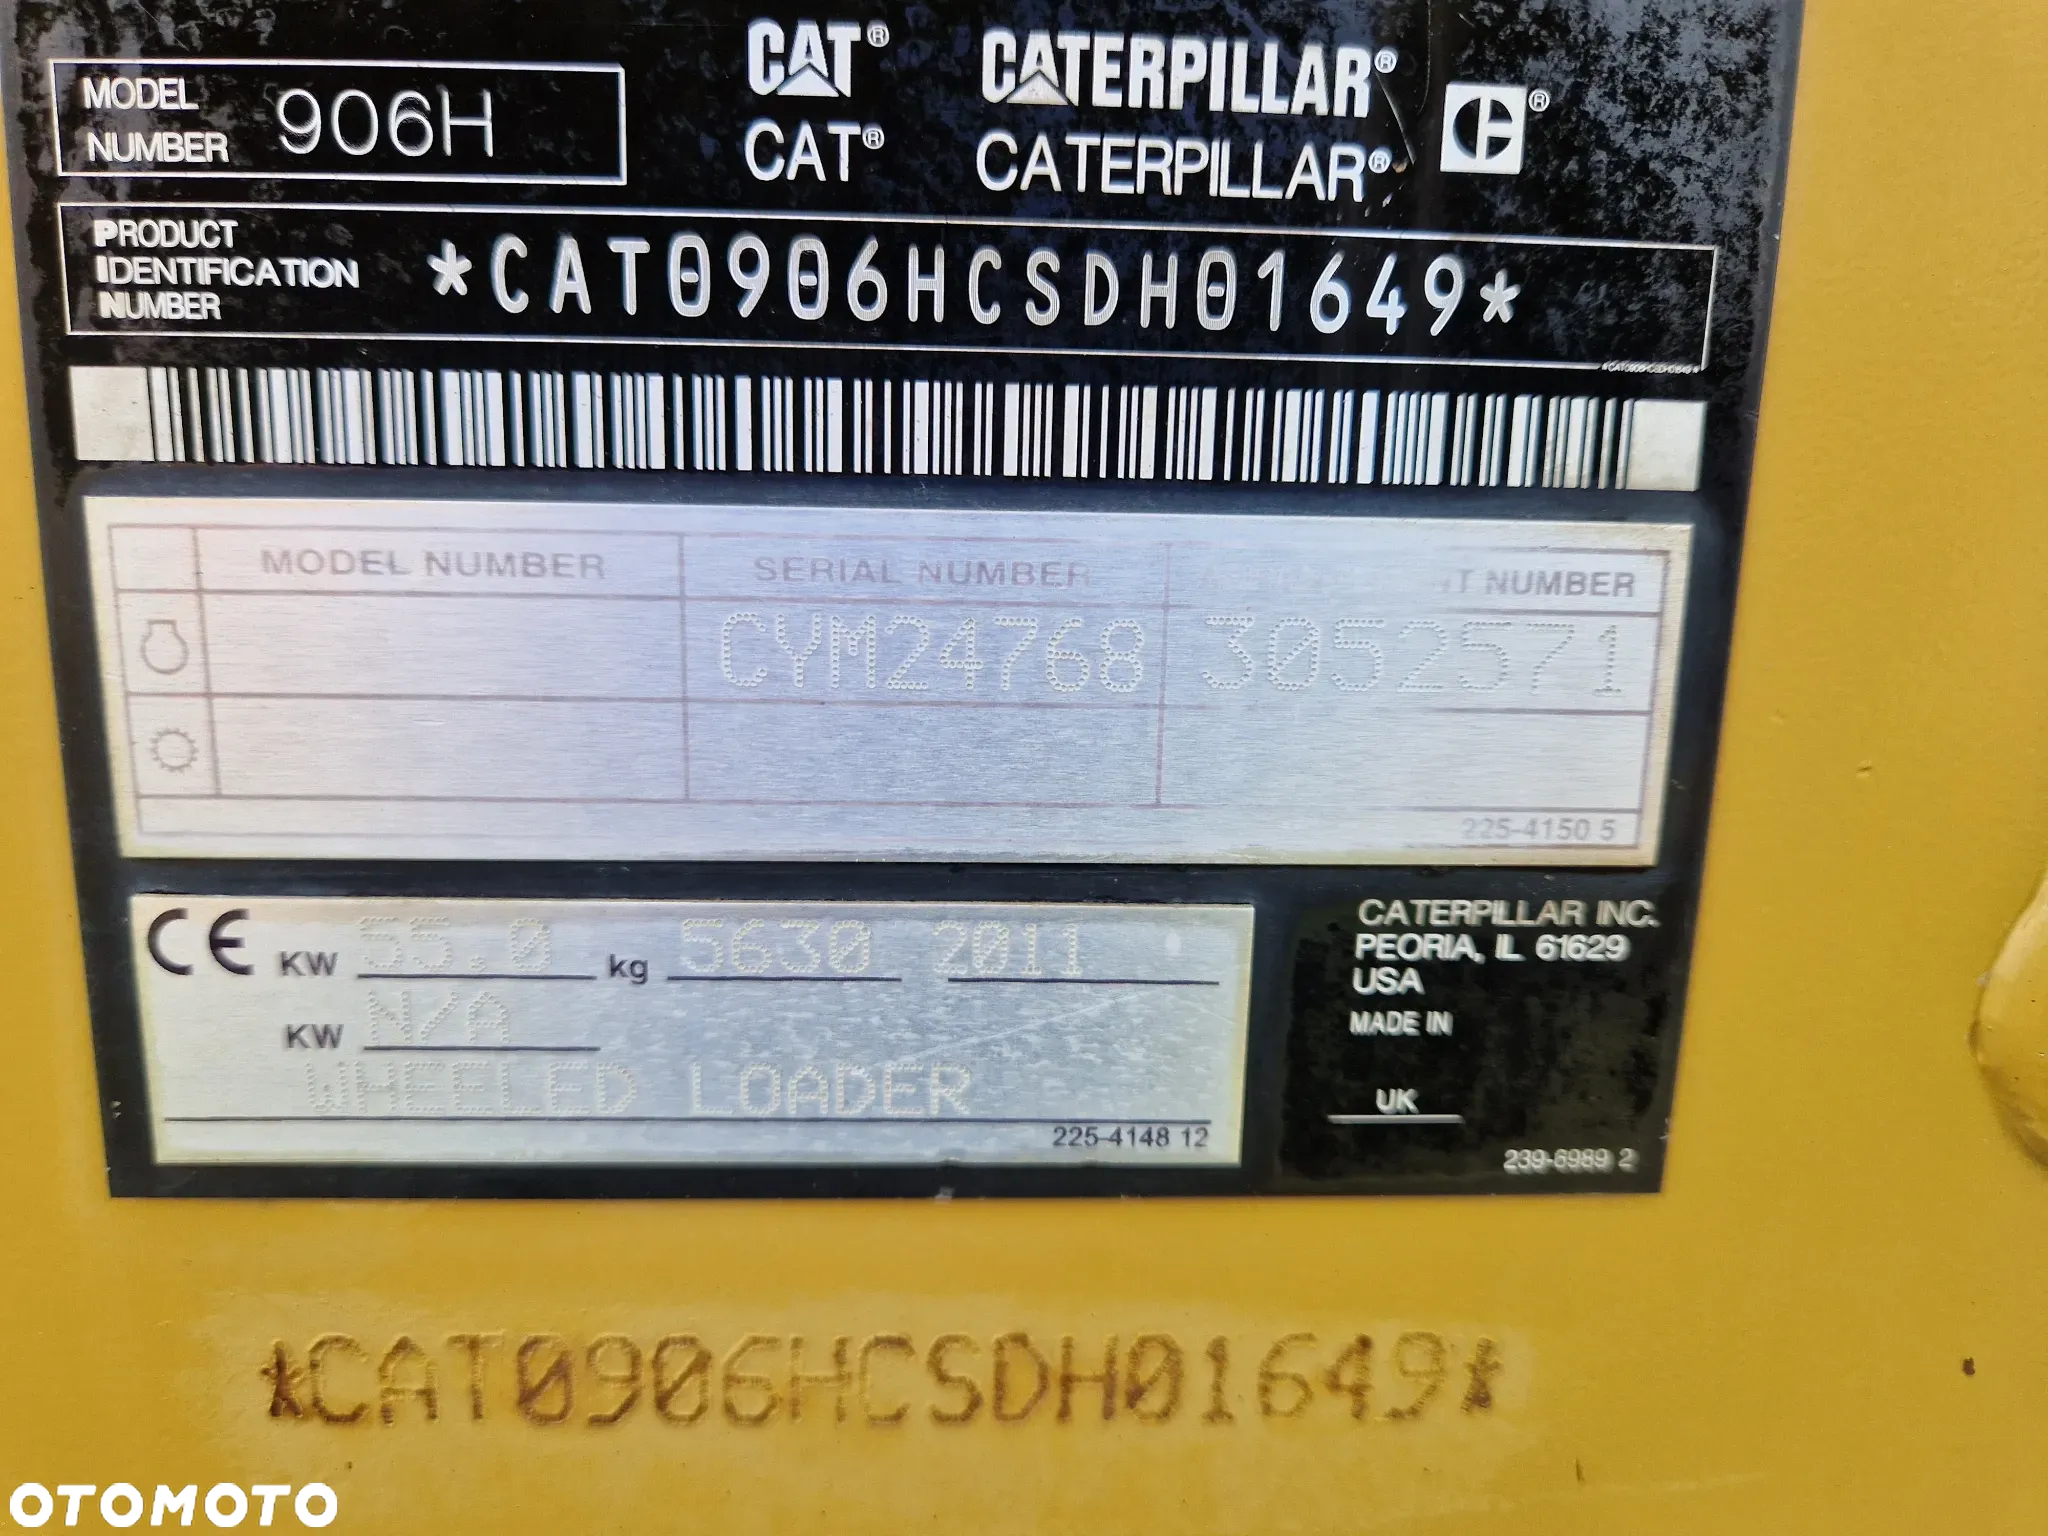 MODEL NUMBER 906H
CAT® CATERPILLAR®
CAT® CATERPILLAR®
PRODUCT
IDENTIFICATION
NUMBER
*CAT0906HCSDH01649*
MODEL NUMBER SERIAL NUMBER NUMBER
CYM24768 3052571
225-4150 5
CE KW 55.0 kg 5630 2011
KW N/A
WHEELED LOADER
225-4148 12
CATERPILLAR INC.
PEORIA, IL 61629
USA
MADE IN
UK
239-6989 2
*CAT0906HCSDH01649*
OTOMOTO